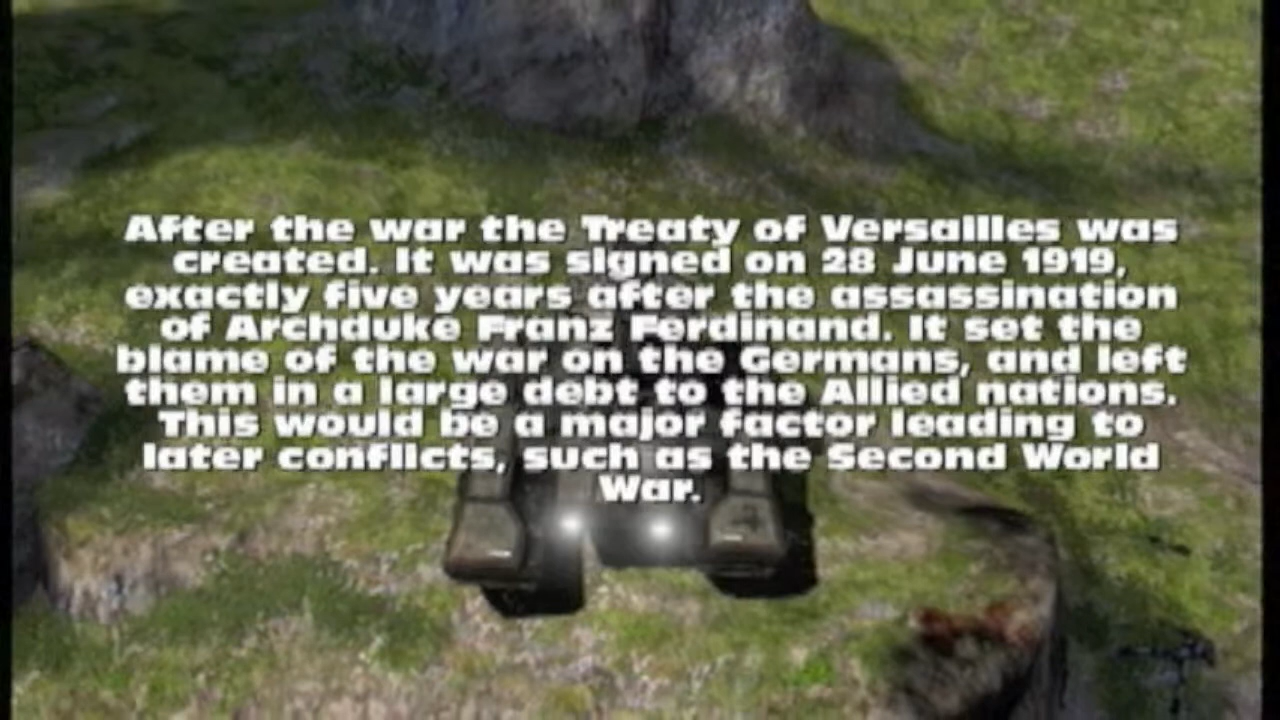 After the war the Treaty of Versailles was
created. It was signed on 28 June 1919,
exactly five years after the assassination
of Archduke Franz Ferdinand. It set the
blame of the war on the Germans, and left
them in a large debt to the Allied nations.
This would be a major factor leading to
later conflicts, such as the Second World
War.